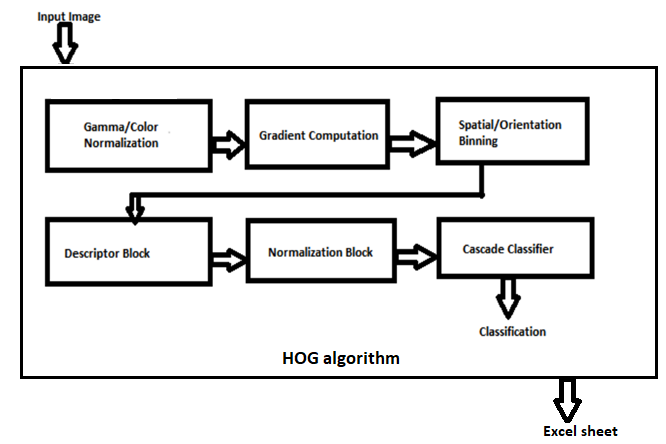 Input Image
Gamma/Color
Normalization
Gradient Computation
Spatial/Orientation
Binning
Descriptor Block
Normalization Block
Cascade Classifier
Classification
HOG algorithm
Excel sheet